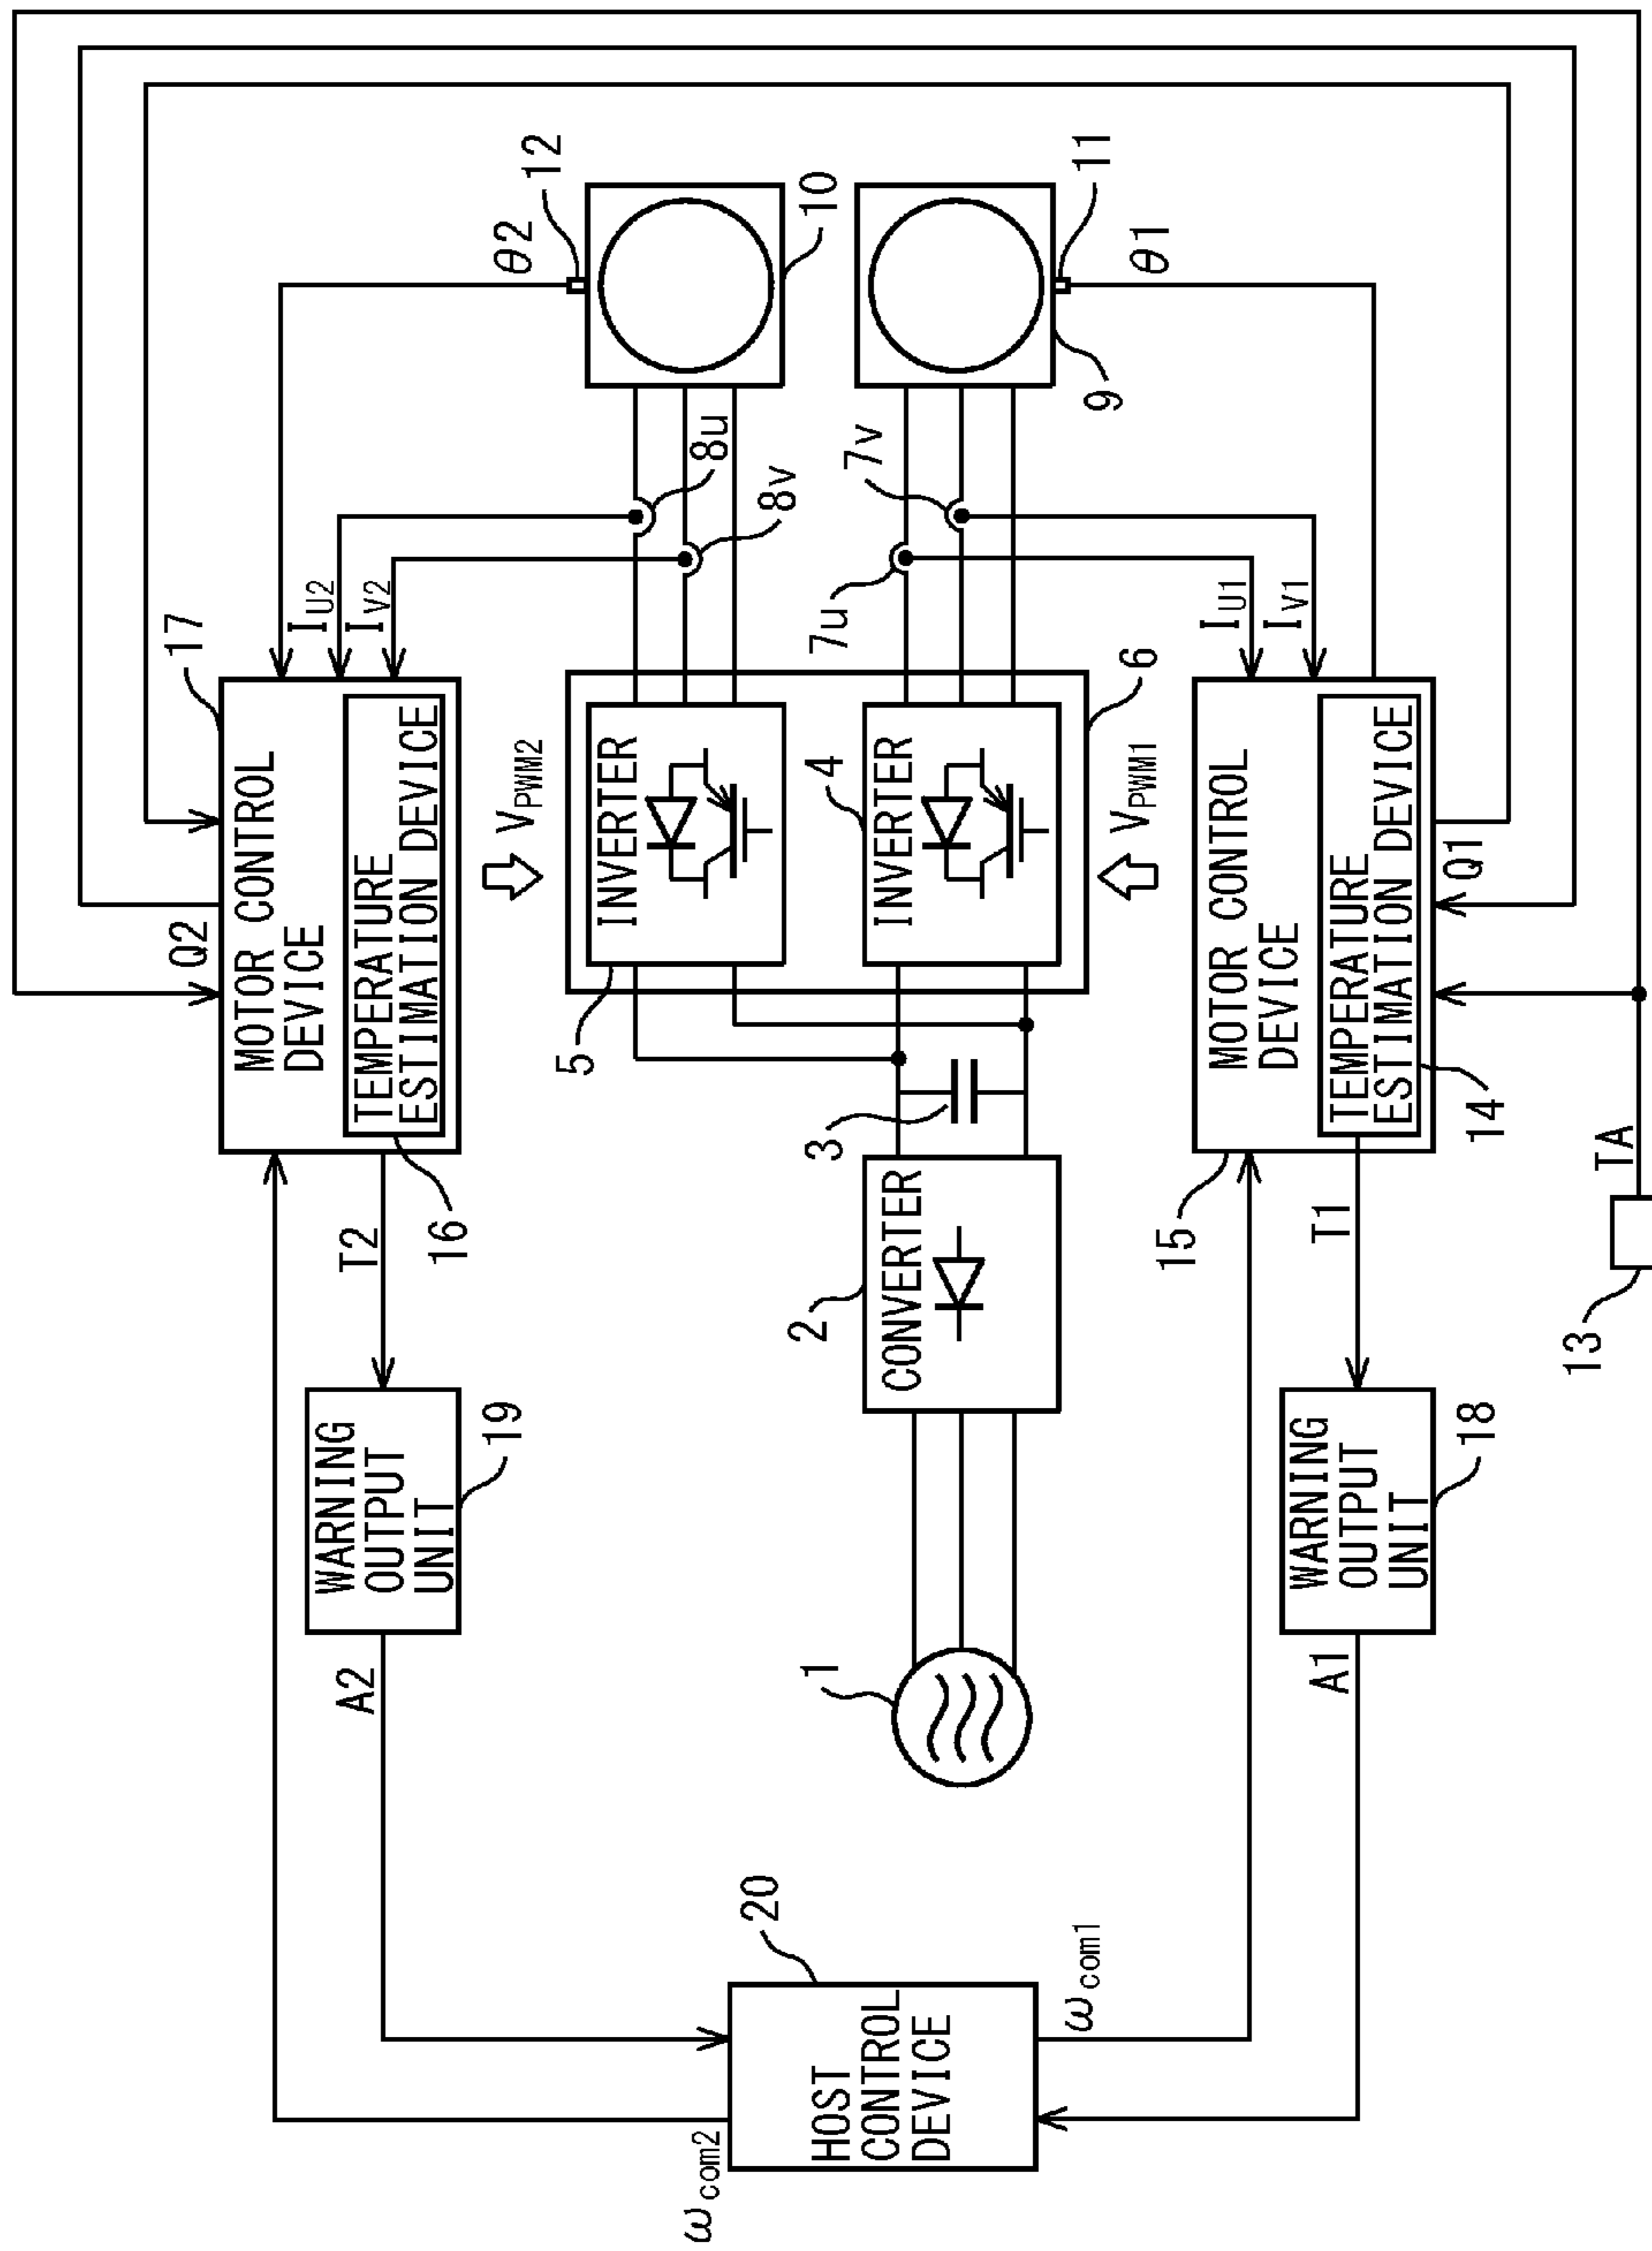 17
MOTOR CONTROL
DEVICE
TEMPERATURE
ESTIMATION DEVICE
16
Q2
θ2
12
10
IU2
IV2
8u
8v
VPWM2
INVERTER
5
INVERTER
4
6
7u
7v
9
11
θ1
IU1
IV1
VPWM1
MOTOR CONTROL
DEVICE
TEMPERATURE
ESTIMATION DEVICE
14
15
Q1
TA
13
T2
WARNING
OUTPUT
UNIT
19
A2
CONVERTER
2
3
1
T1
WARNING
OUTPUT
UNIT
18
A1
HOST
CONTROL
DEVICE
20
ωcom1
ωcom2